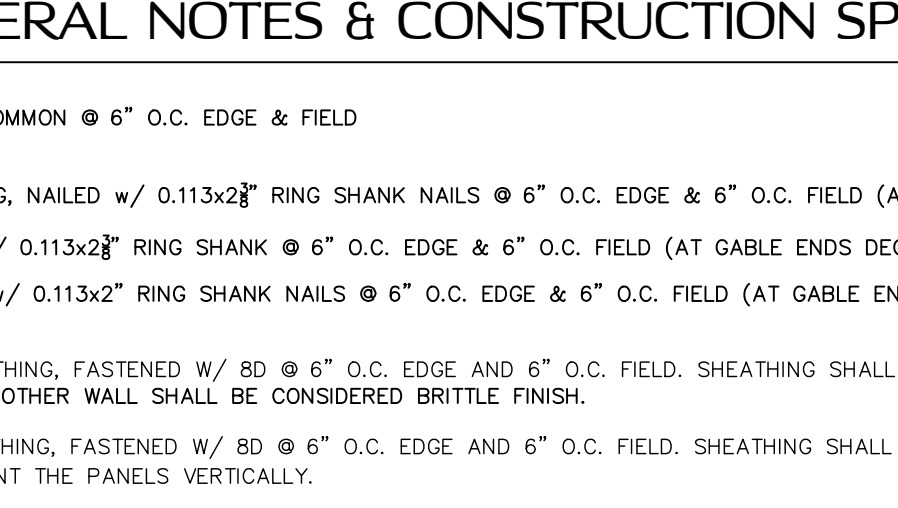 ERAL NOTES & CONSTRUCTION SP
OMMON @ 6" O.C. EDGE & FIELD
G, NAILED w/ 0.113x2⅜" RING SHANK NAILS @ 6" O.C. EDGE & 6" O.C. FIELD (A
/ 0.113x2⅜" RING SHANK @ 6" O.C. EDGE & 6" O.C. FIELD (AT GABLE ENDS DEC
w/ 0.113x2" RING SHANK NAILS @ 6" O.C. EDGE & 6" O.C. FIELD (AT GABLE EN
THING, FASTENED W/ 8D @ 6" O.C. EDGE AND 6" O.C. FIELD. SHEATHING SHALL
OTHER WALL SHALL BE CONSIDERED BRITTLE FINISH.
THING, FASTENED W/ 8D @ 6" O.C. EDGE AND 6" O.C. FIELD. SHEATHING SHALL
NT THE PANELS VERTICALLY.